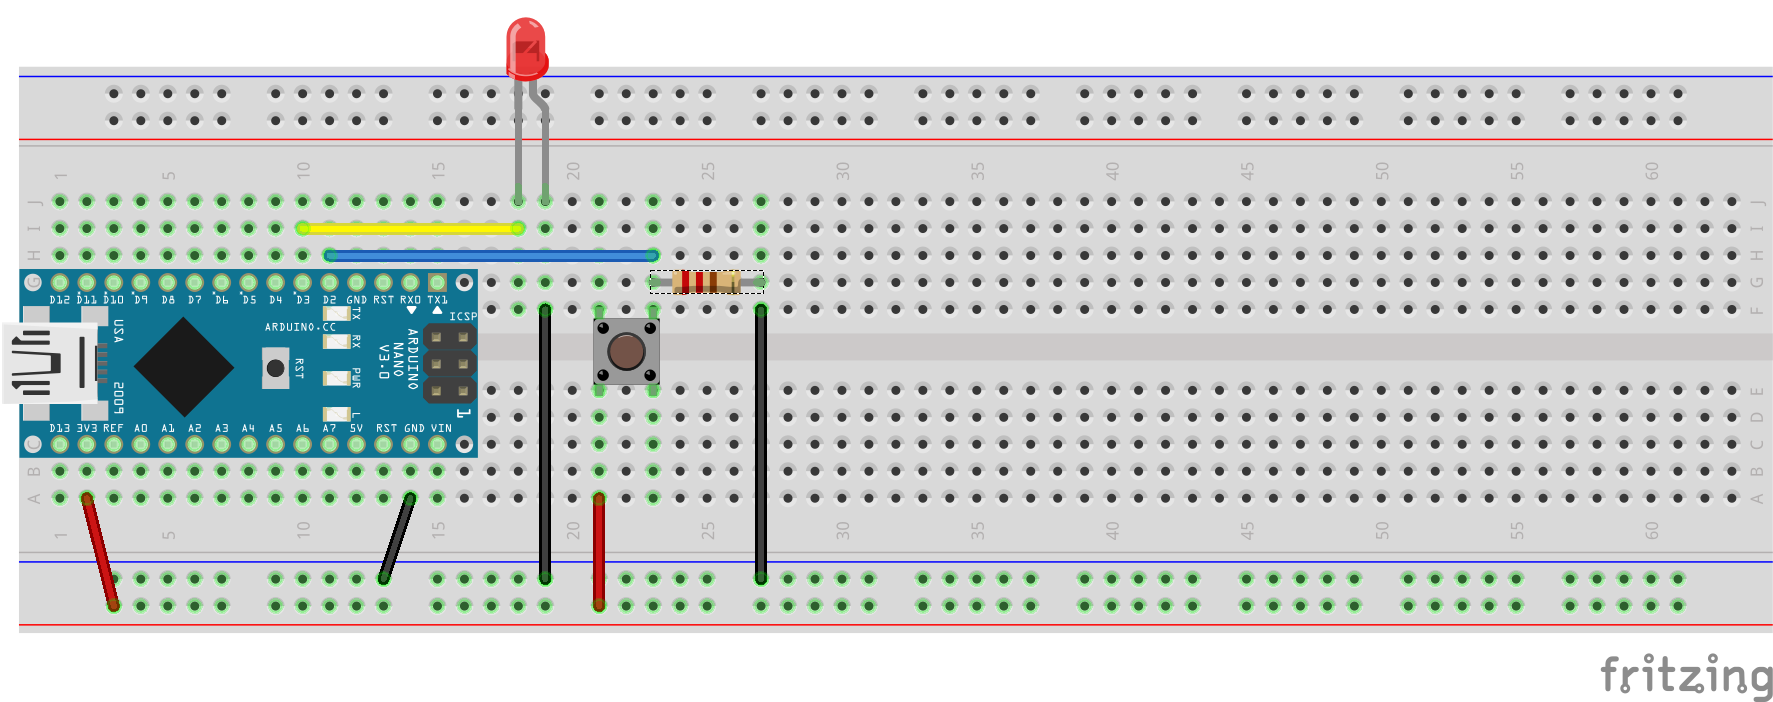 1 5 10 15 20 25 30 35 40 45 50 55 60
J J
I I
H H
G G
D12 D11 D10 D9 D8 D7 D6 D5 D4 D3 D2 GND RST RX0 TX1
F F
TX
ICSP
USA
ARDUINO.CC
RX
ARDUINO
NANO
V3.0
RST
PWR
2009
L
1
E E
D D
D13 3V3 REF A0 A1 A2 A3 A4 A5 A6 A7 5V RST GND VIN
C C
B B
A A
1 5 10 15 20 25 30 35 40 45 50 55 60
fritzing